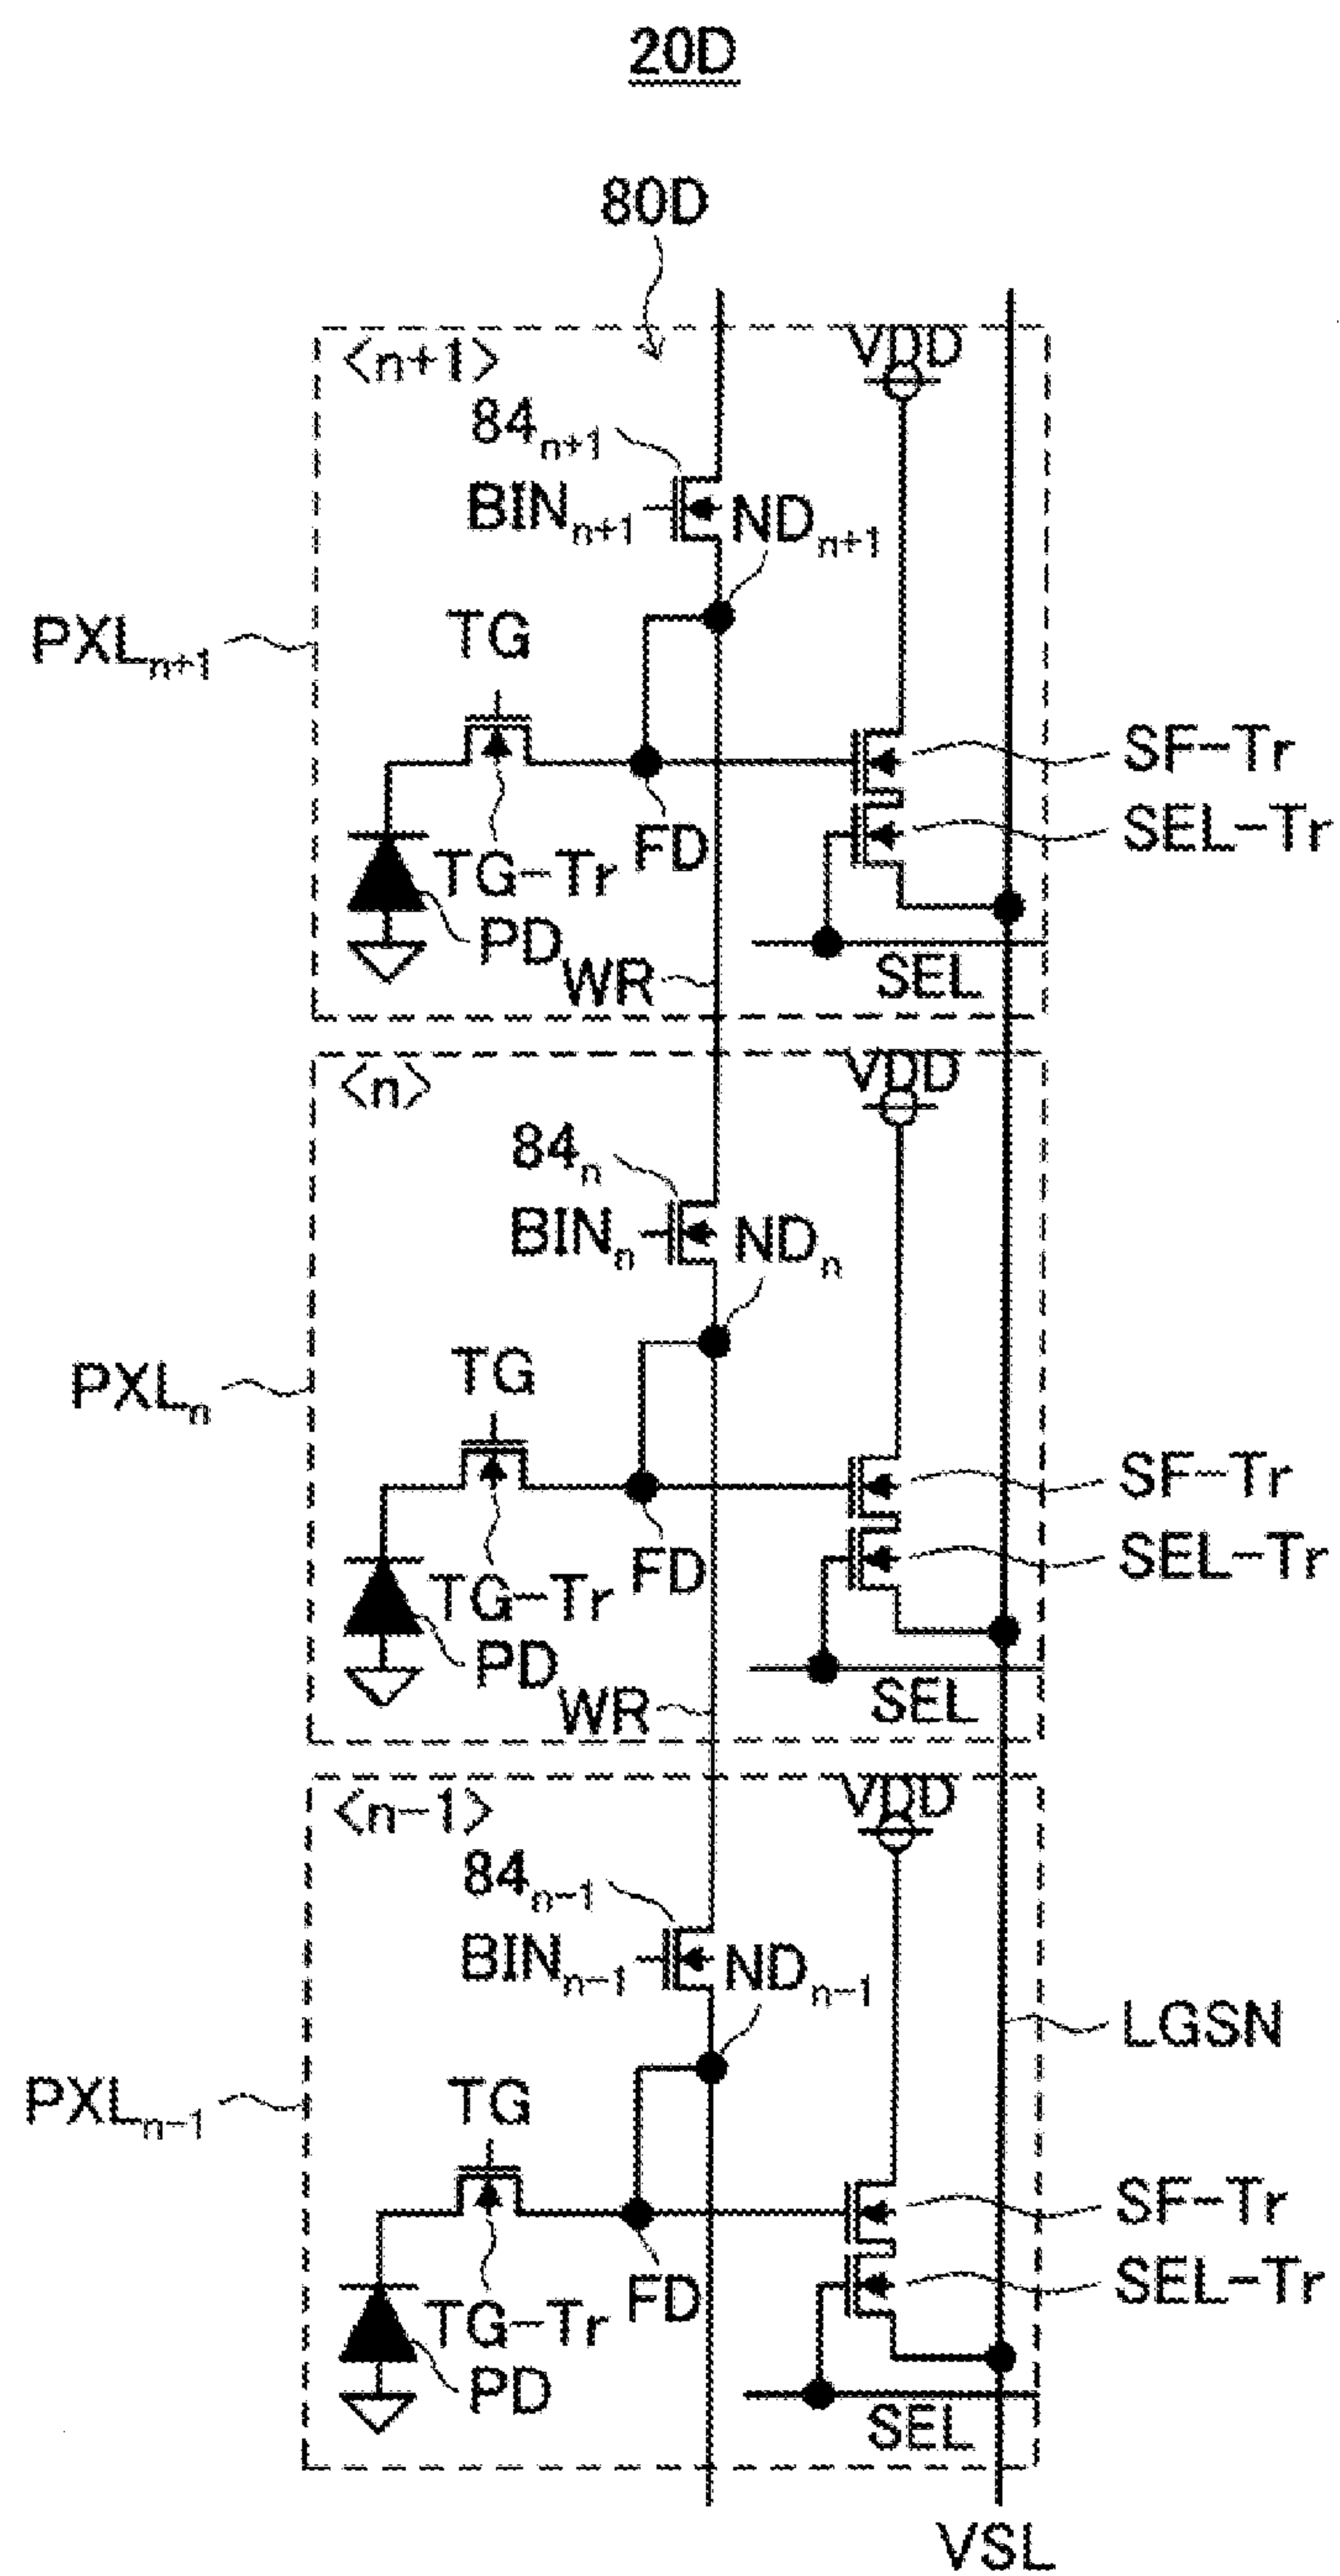 20D
80D
<n+1>
VDD
84n+1
BINn+1
NDn+1
PXLn+1
TG
SF-Tr
SEL-Tr
FD
TG-Tr
PD
WR
SEL
<n>
VDD
84n
BINn
NDn
PXLn
TG
SF-Tr
SEL-Tr
FD
TG-Tr
PD
WR
SEL
<n-1>
VDD
84n-1
BINn-1
NDn-1
LGSN
PXLn-1
TG
SF-Tr
SEL-Tr
FD
TG-Tr
PD
SEL
VSL